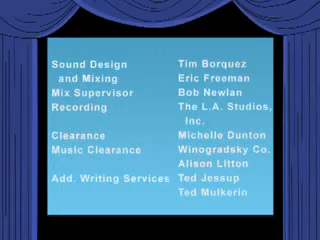 Sound Design Tim Borquez
and Mixing Eric Freeman
Mix Supervisor Bob Newlan
Recording The L.A. Studios,
Inc.
Clearance Michelle Dunton
Music Clearance Winogradsky Co.
Alison Litton
Add. Writing Services Ted Jessup
Ted Mulkerin